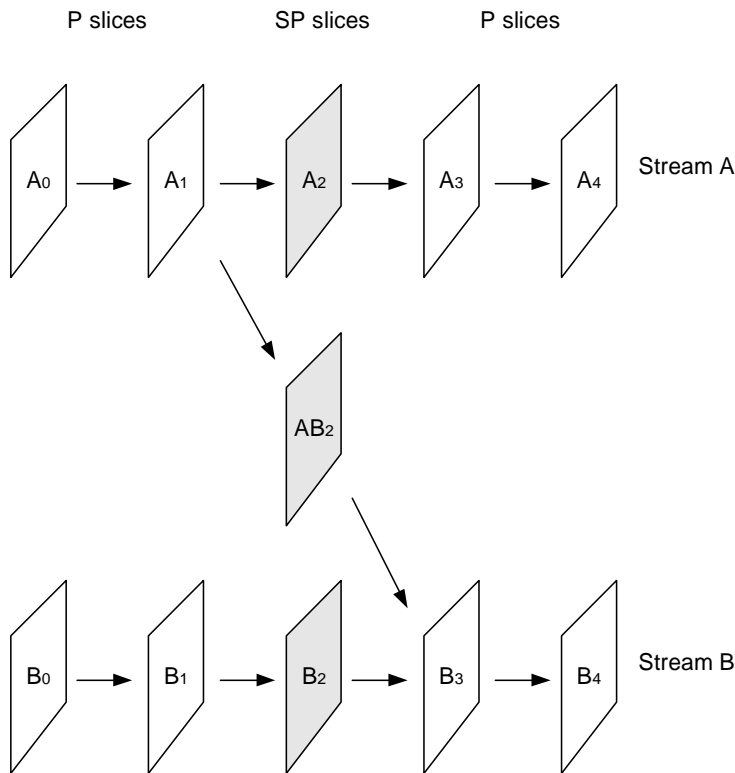 P slices SP slices P slices
A0 A1 A2 A3 A4 Stream A
AB2
B0 B1 B2 B3 B4 Stream B